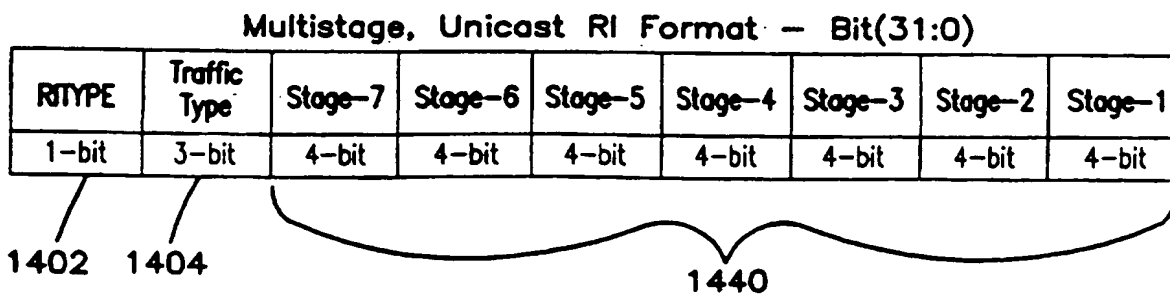 Multistage, Unicast RI Format – Bit(31:0)
RITYPE Traffic Type Stage-7 Stage-6 Stage-5 Stage-4 Stage-3 Stage-2 Stage-1
1-bit 3-bit 4-bit 4-bit 4-bit 4-bit 4-bit 4-bit 4-bit
1402 1404 1440